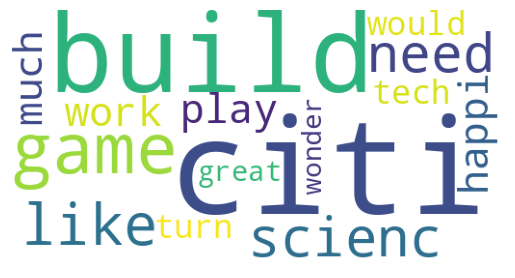 build
would
need
much
tech
work
play
happi
game
citi
wonder
great
like
turn
scienc